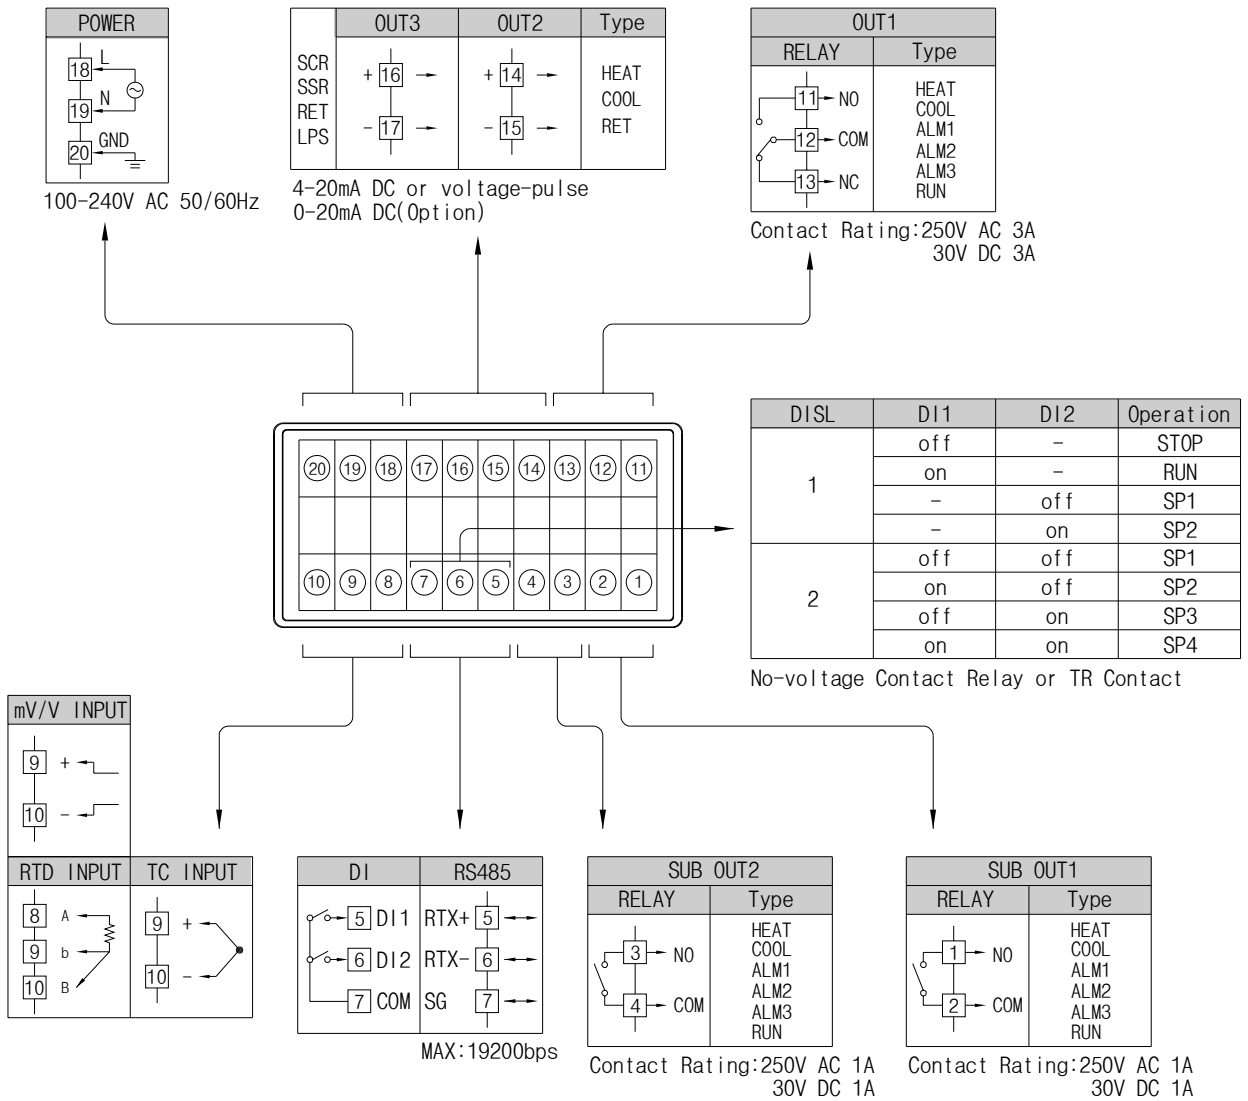 POWER
18 L
19 N
20 GND
100-240V AC 50/60Hz
OUT3 OUT2 Type
SCR
SSR
RET
LPS
+ 16 + 14
- 17 - 15
HEAT
COOL
RET
4-20mA DC or voltage-pulse
0-20mA DC(Option)
OUT1
RELAY Type
11 NO
12 COM
13 NC
HEAT
COOL
ALM1
ALM2
ALM3
RUN
Contact Rating:250V AC 3A
30V DC 3A
20 19 18 17 16 15 14 13 12 11
10 9 8 7 6 5 4 3 2 1
DISL DI1 DI2 Operation
1
off - STOP
on - RUN
- off SP1
- on SP2
2
off off SP1
on off SP2
off on SP3
on on SP4
No-voltage Contact Relay or TR Contact
mV/V INPUT
9 +
10 -
RTD INPUT
8 A
9 b
10 B
TC INPUT
9 +
10 -
DI
5 DI1
6 DI2
7 COM
RS485
RTX+ 5
RTX- 6
SG 7
MAX:19200bps
SUB OUT2
RELAY Type
3 NO
4 COM
HEAT
COOL
ALM1
ALM2
ALM3
RUN
Contact Rating:250V AC 1A
30V DC 1A
SUB OUT1
RELAY Type
1 NO
2 COM
HEAT
COOL
ALM1
ALM2
ALM3
RUN
Contact Rating:250V AC 1A
30V DC 1A